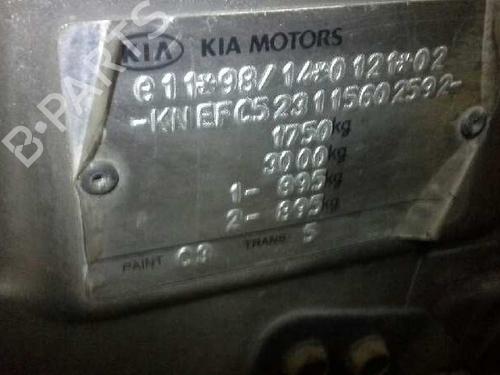 KIA KIA MOTORS
e11*98/14*0121*02
-KNEFC523115602592-
1750kg
3000kg
1- 895kg
2- 895kg
PAINT C9 TRANS 5
B-PARTS